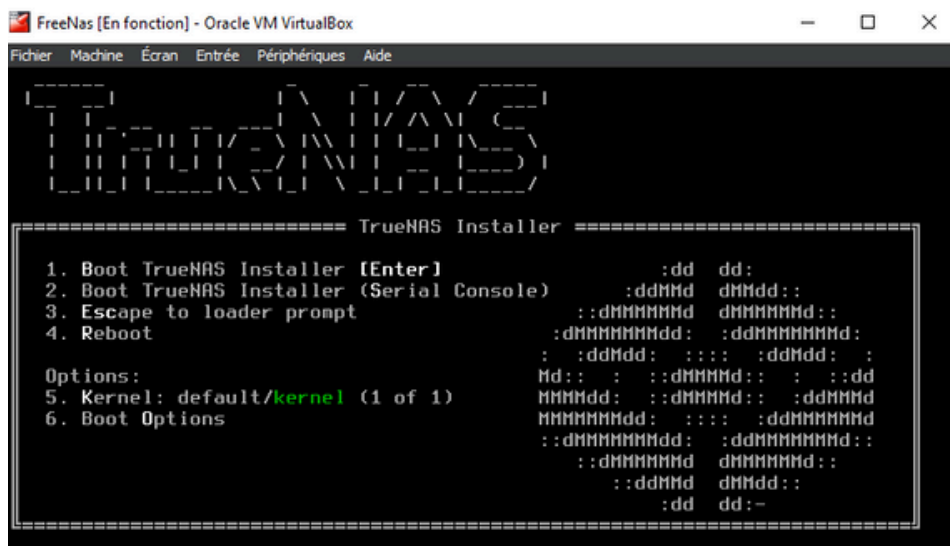 FreeNas [En fonction] - Oracle VM VirtualBox
Fichier Machine Écran Entrée Périphériques Aide
TrueNAS
TrueNAS Installer
1. Boot TrueNAS Installer [Enter]
2. Boot TrueNAS Installer (Serial Console)
3. Escape to loader prompt
4. Reboot
Options:
5. Kernel: default/kernel (1 of 1)
6. Boot Options